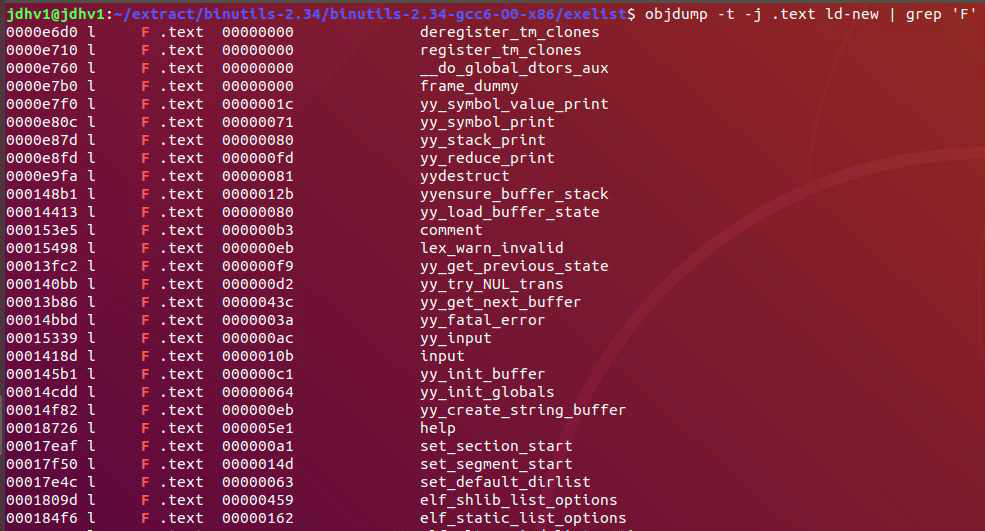 jdhv1@jdhv1:~/extract/binutils-2.34/binutils-2.34-gcc6-O0-x86/exelist$ objdump -t -j .text ld-new | grep 'F'
0000e6d0 l F .text 00000000 deregister_tm_clones
0000e710 l F .text 00000000 register_tm_clones
0000e760 l F .text 00000000 __do_global_dtors_aux
0000e7b0 l F .text 00000000 frame_dummy
0000e7f0 l F .text 0000001c yy_symbol_value_print
0000e80c l F .text 00000071 yy_symbol_print
0000e87d l F .text 00000080 yy_stack_print
0000e8fd l F .text 000000fd yy_reduce_print
0000e9fa l F .text 00000081 yydestruct
000148b1 l F .text 0000012b yyensure_buffer_stack
00014413 l F .text 00000080 yy_load_buffer_state
000153e5 l F .text 000000b3 comment
00015498 l F .text 000000eb lex_warn_invalid
00013fc2 l F .text 000000f9 yy_get_previous_state
000140bb l F .text 000000d2 yy_try_NUL_trans
00013b86 l F .text 0000043c yy_get_next_buffer
00014bbd l F .text 0000003a yy_fatal_error
00015339 l F .text 000000ac yy_input
0001418d l F .text 0000010b input
000145b1 l F .text 000000c1 yy_init_buffer
00014cdd l F .text 00000064 yy_init_globals
00014f82 l F .text 000000eb yy_create_string_buffer
00018726 l F .text 000005e1 help
00017eaf l F .text 000000a1 set_section_start
00017f50 l F .text 0000014d set_segment_start
00017e4c l F .text 00000063 set_default_dirlist
0001809d l F .text 00000459 elf_shlib_list_options
000184f6 l F .text 00000162 elf_static_list_options